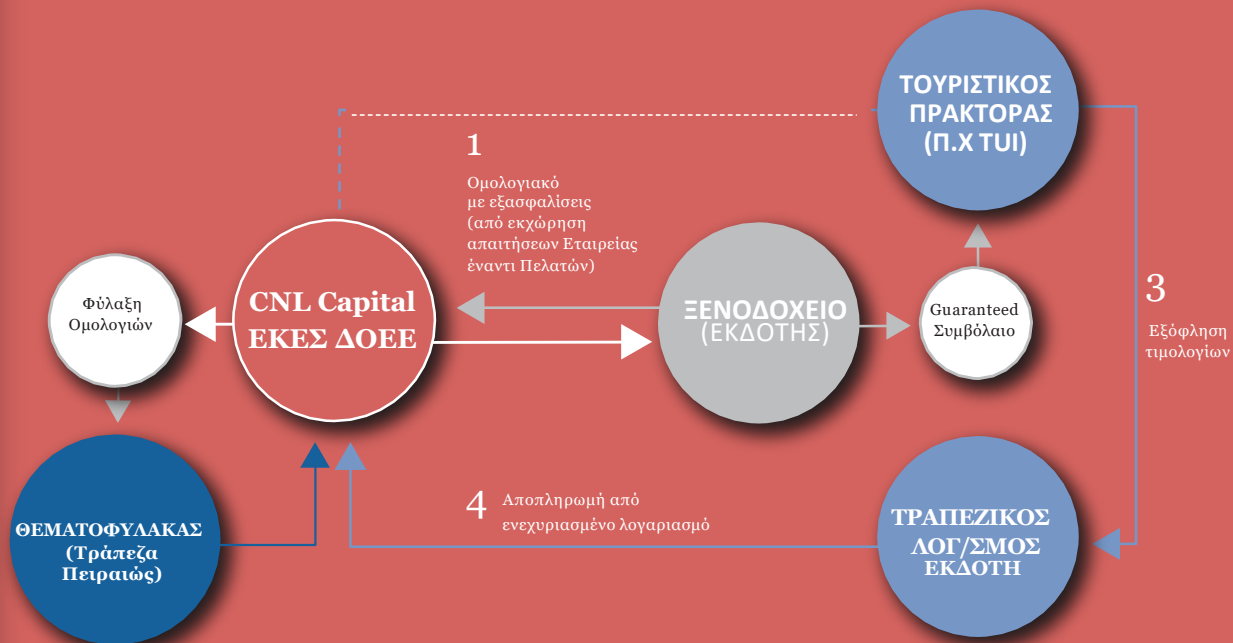 ΤΟΥΡΙΣΤΙΚΟΣ
ΠΡΑΚΤΟΡΑΣ
(Π.Χ TUI)
1
Ομολογιακό
με εξασφαλίσεις
(από εκχώρηση
απαιτήσεων Εταιρείας
έναντι Πελατών)
Φύλαξη
Ομολογιών
CNL Capital
ΕΚΕΣ ΔΟΕΕ
ΞΕΝΟΔΟΧΕΙΟ
(ΕΚΔΟΤΗΣ)
Guaranteed
Συμβόλαιο
3
Εξόφληση
τιμολογίων
4
Αποπληρωμή από
ενεχυριασμένο λογαριασμό
ΘΕΜΑΤΟΦΥΛΑΚΑΣ
(Τράπεζα
Πειραιώς)
ΤΡΑΠΕΖΙΚΟΣ
ΛΟΓ/ΣΜΟΣ
ΕΚΔΟΤΗ